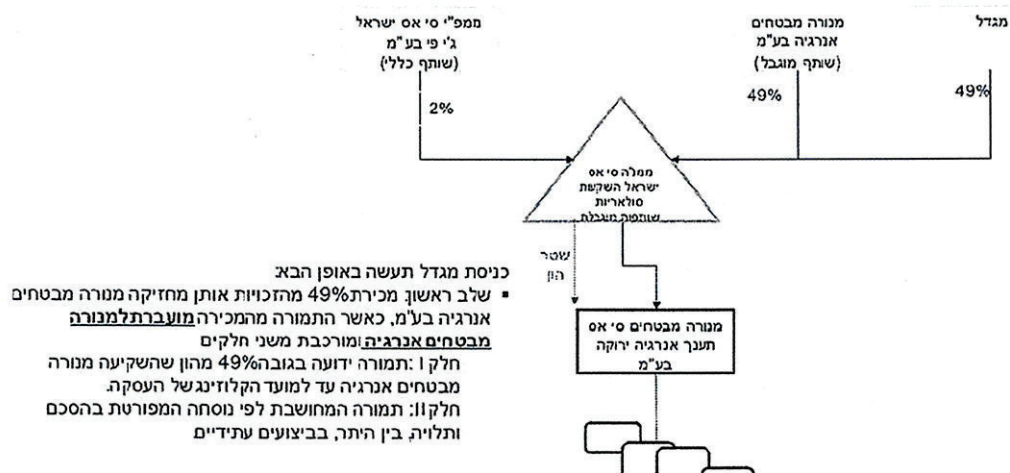 ממפ"י סי אס ישראל
ג'י פי בע"מ
(שותף כללי)
מנורה מבטחים
אנרגיה בע"מ
(שותף מוגבל)
מגדל
2%
49%
49%
ממלה סי אס
ישראל השקעות
סולאריות
שותפות מוגבלת
שטר
הון
מנורה מבטחים סי אס
תענך אנרגיה ירוקה
בע"מ
כניסת מגדל תעשה באופן הבא:
▪ שלב ראשון: מכירת 49% מהזכויות אותן מחזיקה מנורה מבטחים
אנרגיה בע"מ, כאשר התמורה מהמכירה מועברת למנורה
מבטחים אנרגיה ומורכבת משני חלקים
חלק I: תמורה ידועה בגובה 49% מהון שהשקיעה מנורה
מבטחים אנרגיה עד למועד הקלוזינג של העסקה.
חלק II: תמורה המחושבת לפי נוסחה המפורטת בהסכם
ותלויה, בין היתר, בביצועים עתידיים